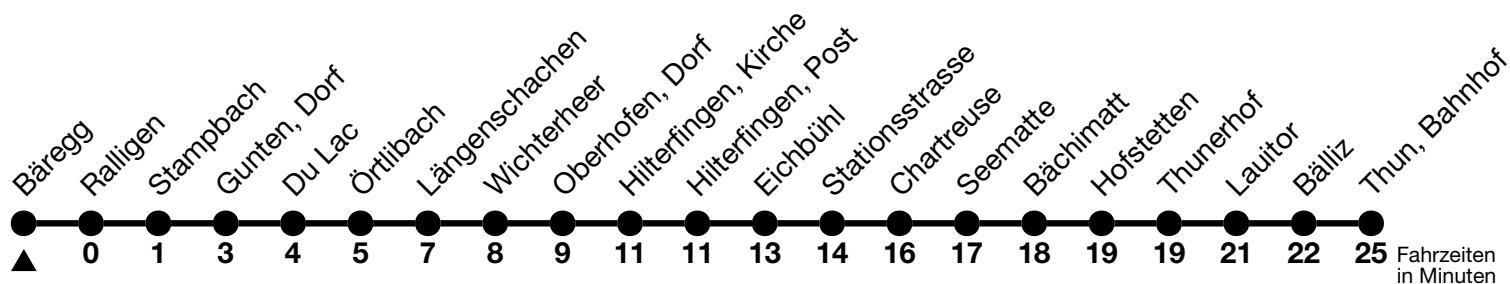 Bäregg
Ralligen
Stampbach
Gunten, Dorf
Du Lac
Örtlibach
Längenschachen
Wichterheer
Oberhofen, Dorf
Hilterfingen, Kirche
Hilterfingen, Post
Eichbühl
Stationsstrasse
Chartreuse
Seematte
Bächimatt
Hofstetten
Thunerhof
Lauitor
Bälliz
Thun, Bahnhof
0 1 3 4 5 7 8 9 11 11 13 14 16 17 18 19 19 21 22 25
Fahrzeiten
in Minuten